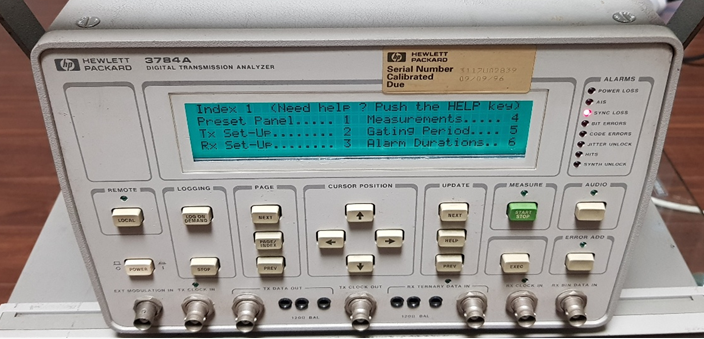 hp HEWLETT PACKARD
3784A
DIGITAL TRANSMISSION ANALYZER
hp HEWLETT PACKARD
Serial Number
Calibrated
Due
ALARMS
POWER LOSS
AIS
SYNC LOSS
BIT ERRORS
CODE ERRORS
JITTER UNLOCK
HITS
SYNTH UNLOCK
Index 1 (Need help ? Push the HELP key)
Preset Panel..... 1 Measurements..... 4
Tx Set-Up........ 2 Gating Period.... 5
Rx Set-Up........ 3 Alarm Durations.. 6
REMOTE
LOCAL
LOGGING
LOG ON DEMAND
STOP
PAGE
NEXT
PAGE/INDEX
PREV
CURSOR POSITION
UPDATE
NEXT
HELP
PREV
MEASURE
START STOP
EXEC
AUDIO
ERROR ADD
POWER
EXT MODULATION IN
TX CLOCK IN
TX DATA OUT
120Ω BAL
TX CLOCK OUT
RX TERNARY DATA IN
120Ω BAL
RX CLOCK IN
RX BIN DATA IN